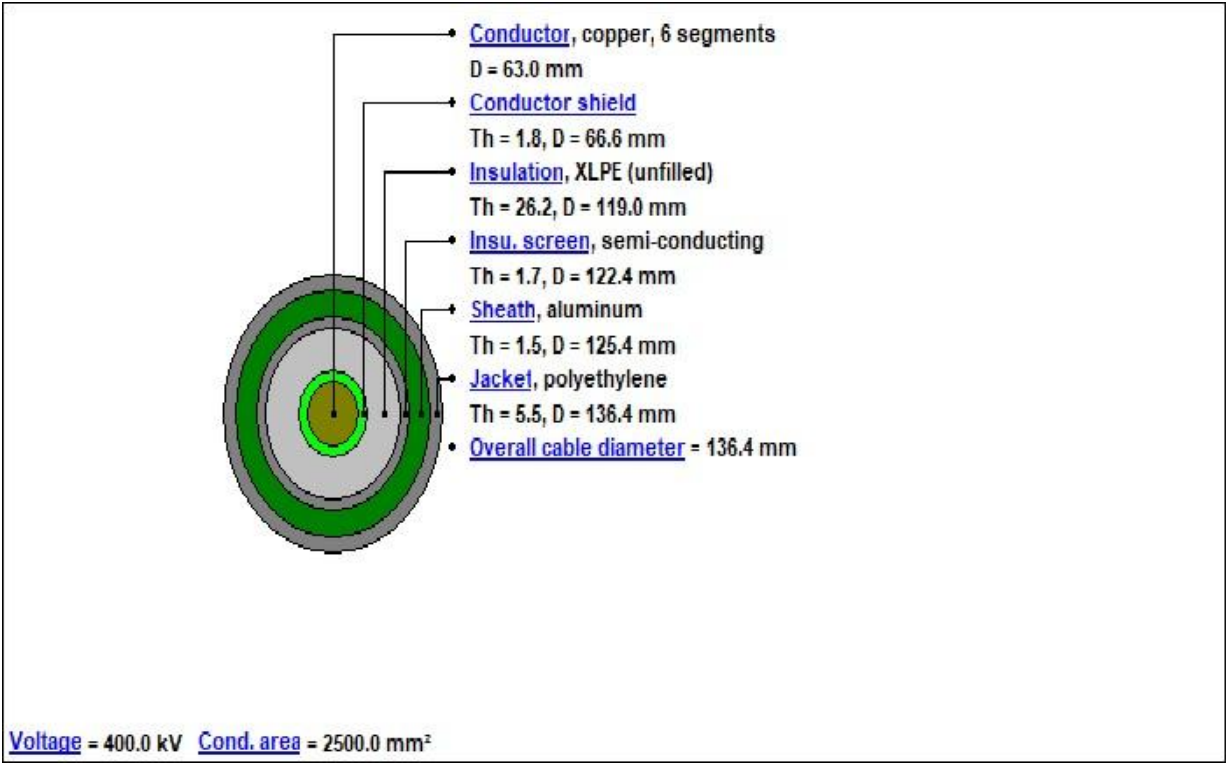 Conductor, copper, 6 segments
D = 63.0 mm
Conductor shield
Th = 1.8, D = 66.6 mm
Insulation, XLPE (unfilled)
Th = 26.2, D = 119.0 mm
Insu. screen, semi-conducting
Th = 1.7, D = 122.4 mm
Sheath, aluminum
Th = 1.5, D = 125.4 mm
Jacket, polyethylene
Th = 5.5, D = 136.4 mm
Overall cable diameter = 136.4 mm
Voltage = 400.0 kV Cond. area = 2500.0 mm²